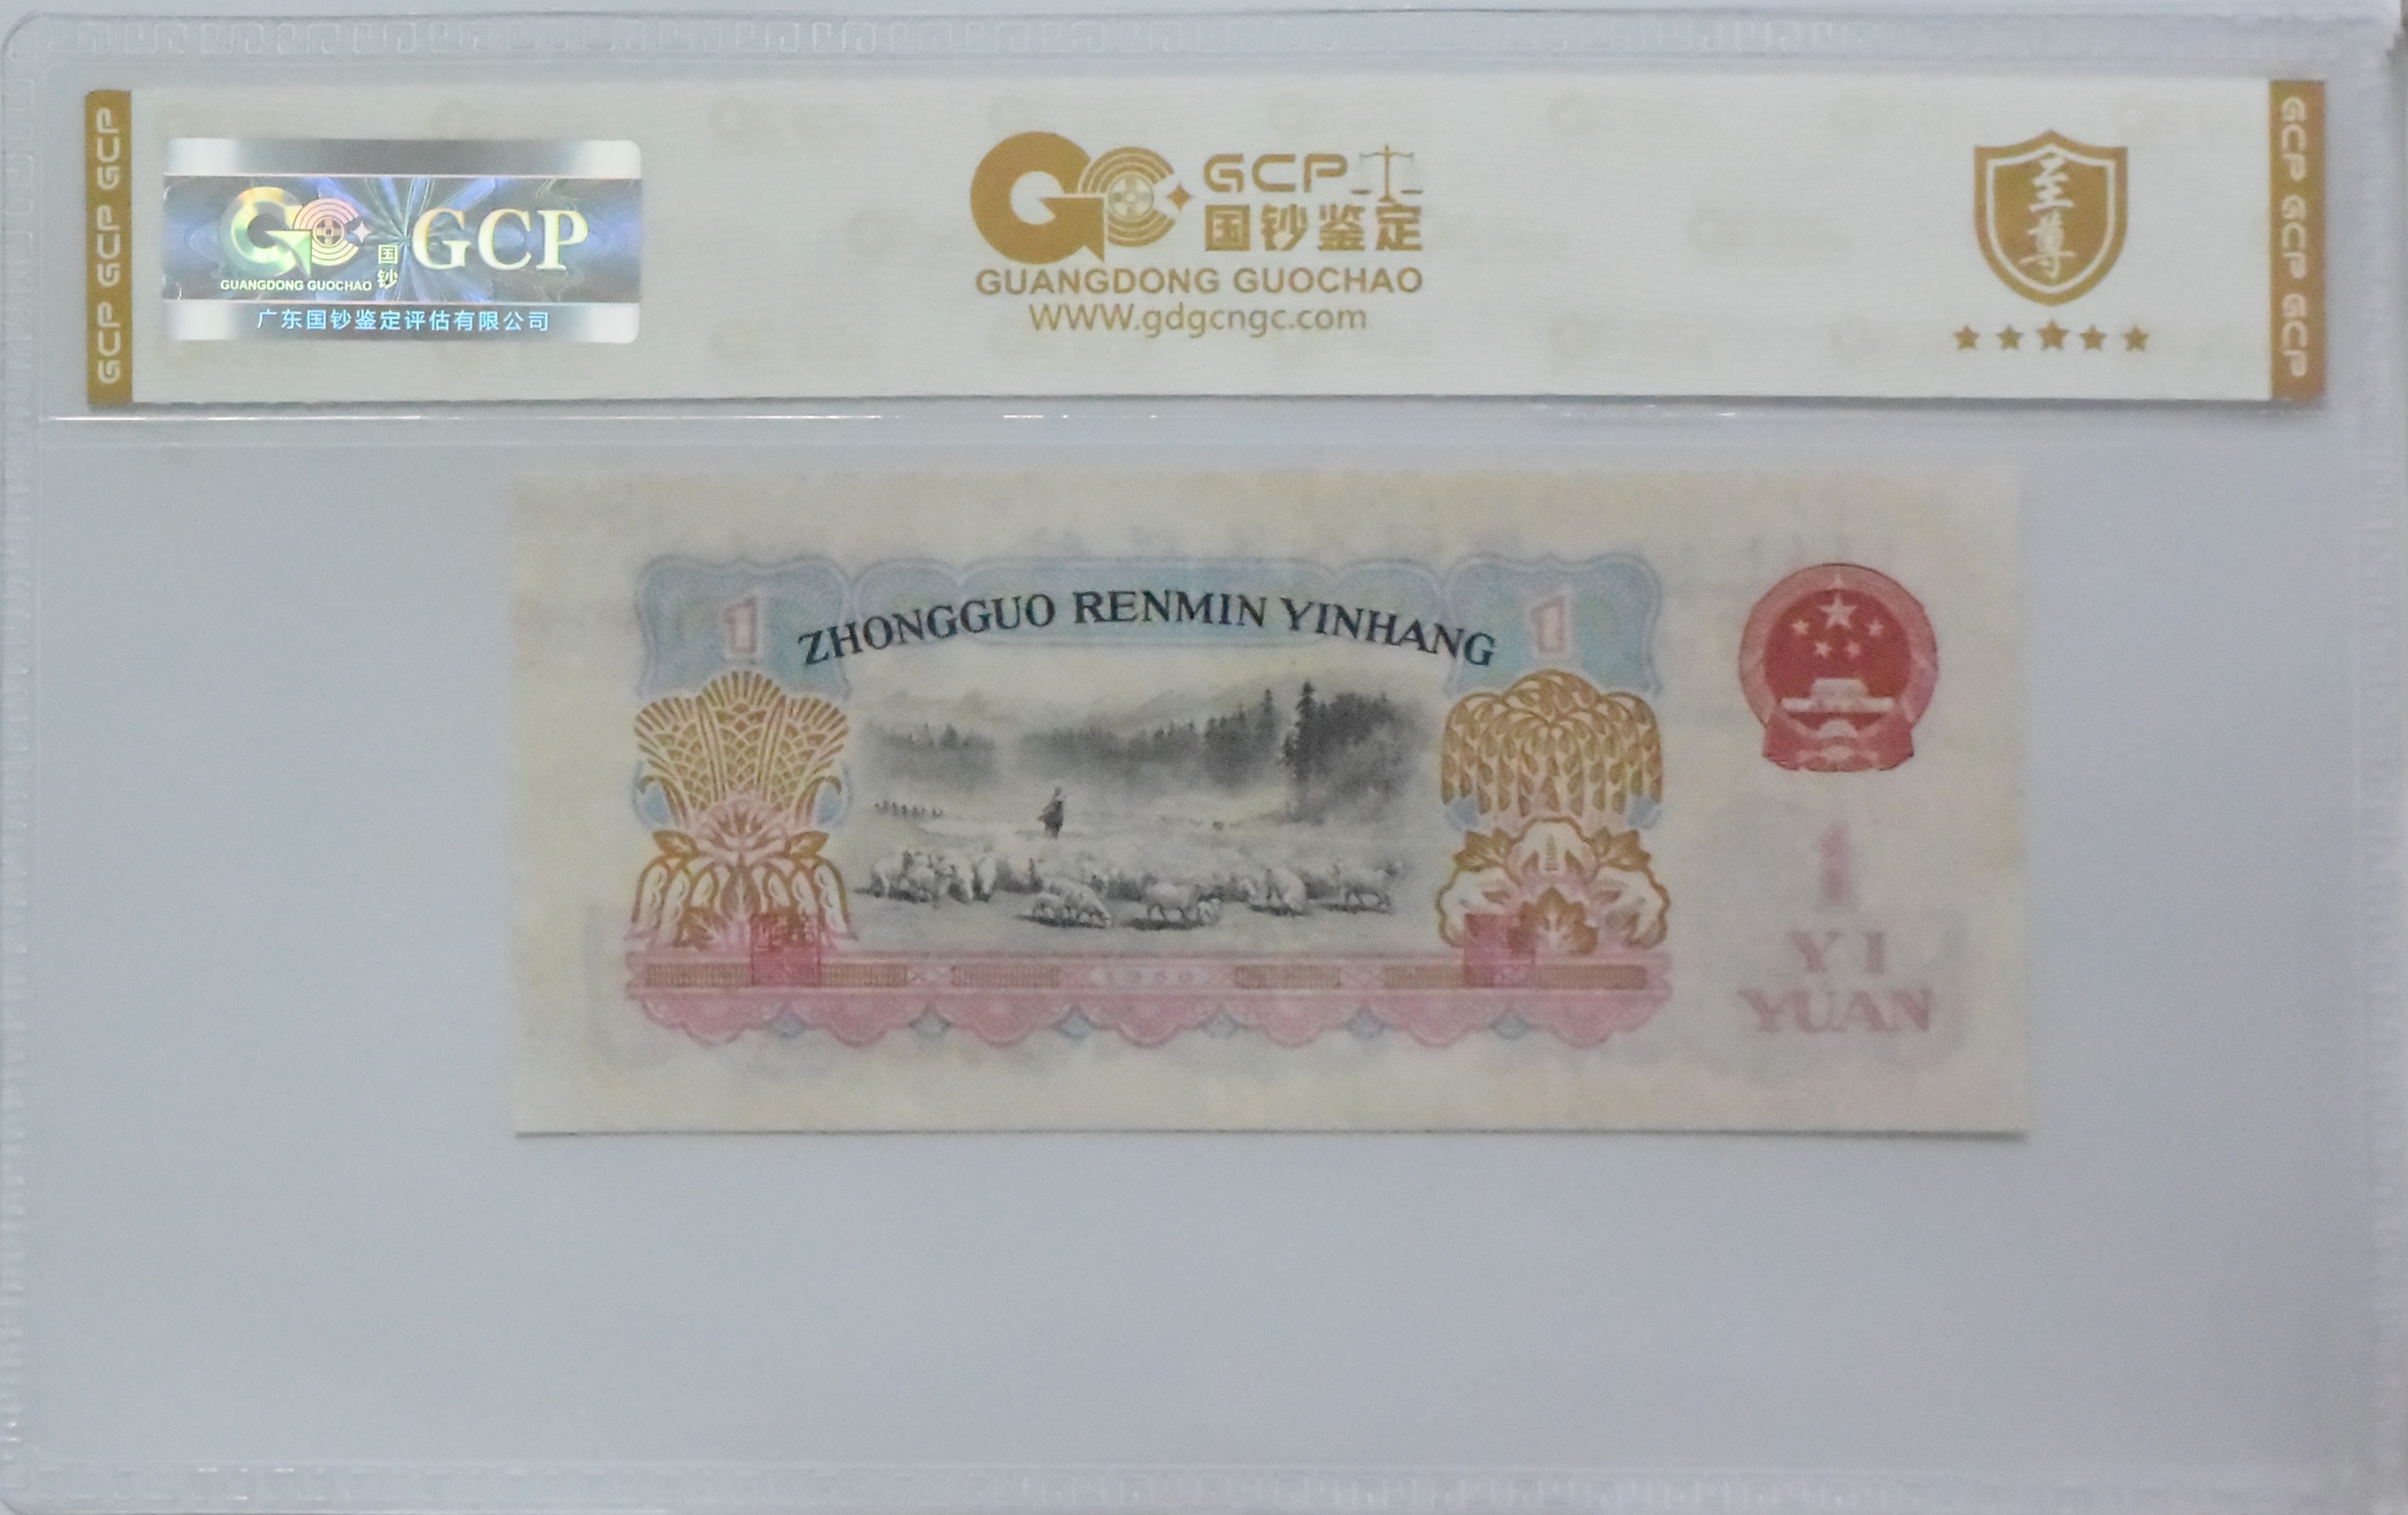 GCP GCP GCP
GCP
国钞
GUANGDONG GUOCHAO
广东国钞鉴定评估有限公司
GCP
国钞鉴定
GUANGDONG GUOCHAO
WWW.gdgcngc.com
至尊
GCP GCP GCP
1
ZHONGGUO RENMIN YINHANG
1
1960
1
YI
YUAN